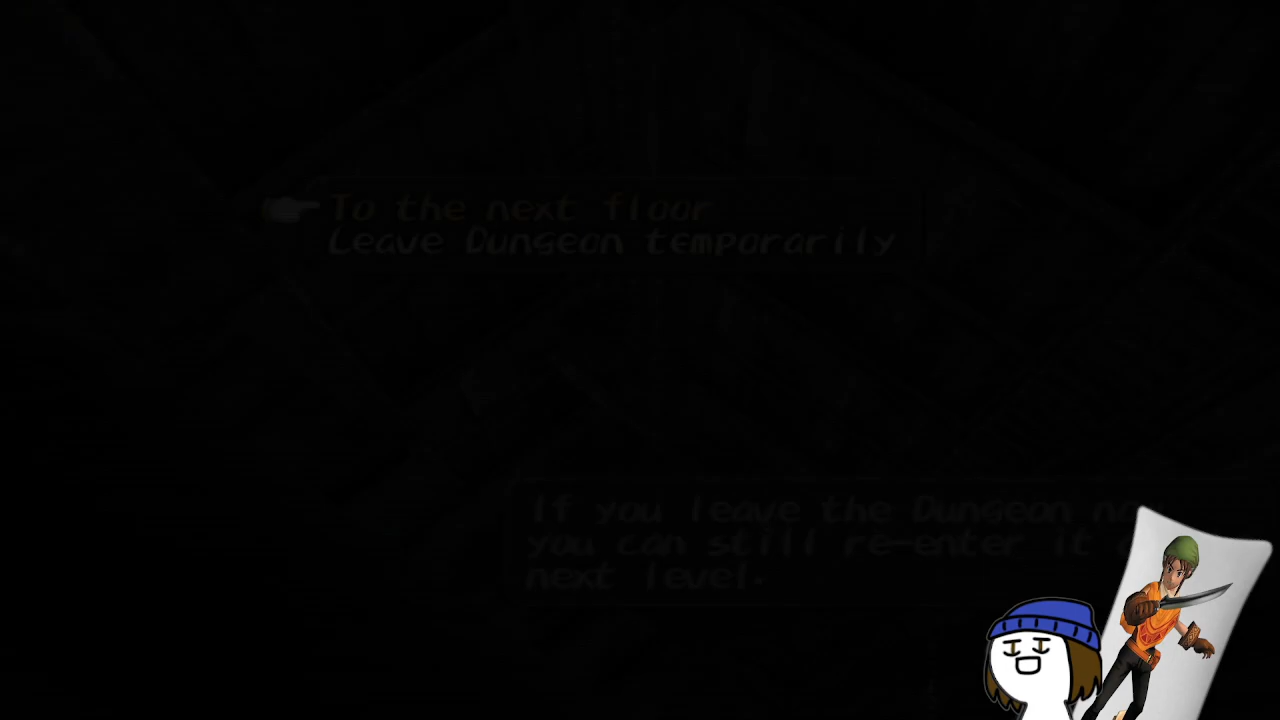 To the next floor
Leave Dungeon temporarily
If you leave the Dungeon
you can still re-enter it
next level.